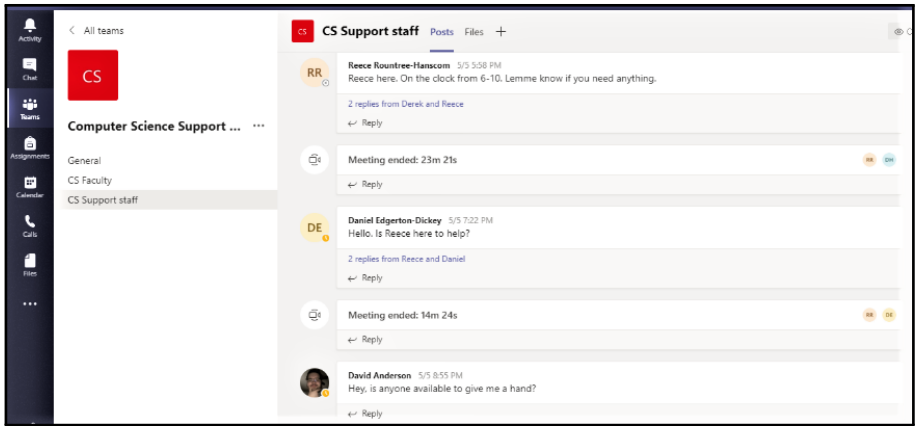 Activity
Chat
Teams
Assignments
Calendar
Calls
Files
All teams
CS
Computer Science Support ...
General
CS Faculty
CS Support staff
CS
CS Support staff
Posts
Files
RR
Reece Rountree-Hanscom 5/5 5:58 PM
Reece here. On the clock from 6-10. Lemme know if you need anything.
2 replies from Derek and Reece
Reply
Meeting ended: 23m 21s
RR DH
Reply
DE
Daniel Edgerton-Dickey 5/5 7:22 PM
Hello. Is Reece here to help?
2 replies from Reece and Daniel
Reply
Meeting ended: 14m 24s
RR DE
Reply
David Anderson 5/5 8:55 PM
Hey, is anyone available to give me a hand?
Reply